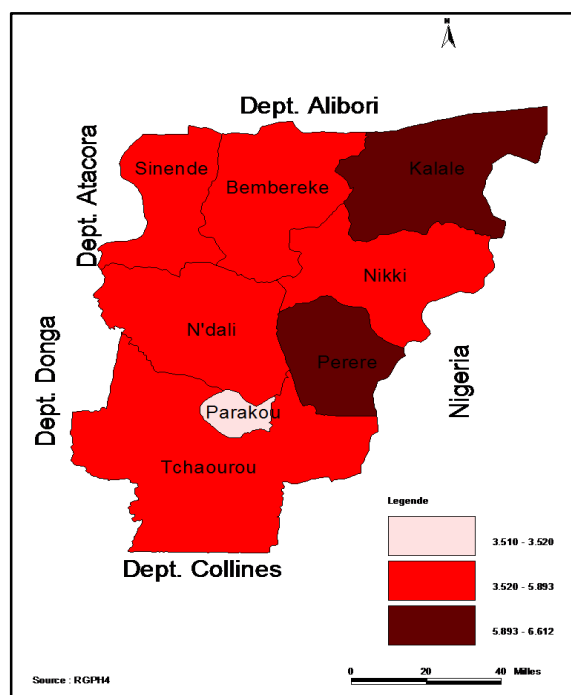 N
Dept. Alibori
Dept. Atacora
Sinende
Bembereke
Kalale
Nikki
N'dali
Perere
Dept. Donga
Nigeria
Parakou
Tchaourou
Legende
3.510 - 3.520
3.520 - 5.893
5.893 - 6.612
Dept. Collines
Source : RGPH4
0 20 40 Milles